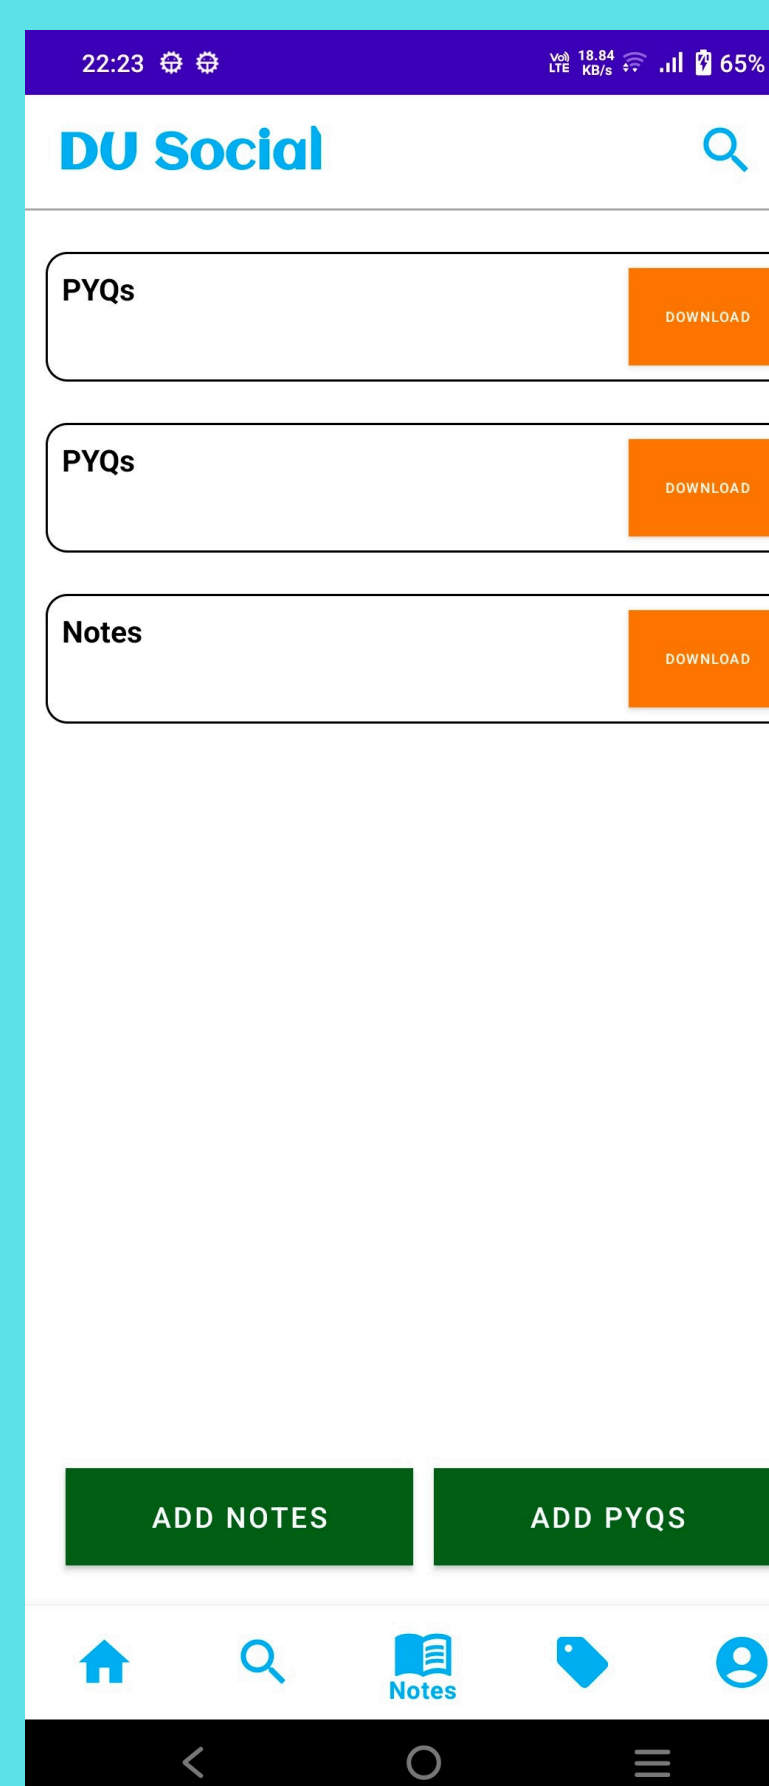 22:23 Vo) LTE 18.84 KB/s 65%
DU Social
PYQs
DOWNLOAD
PYQs
DOWNLOAD
Notes
DOWNLOAD
ADD NOTES ADD PYQS
Notes